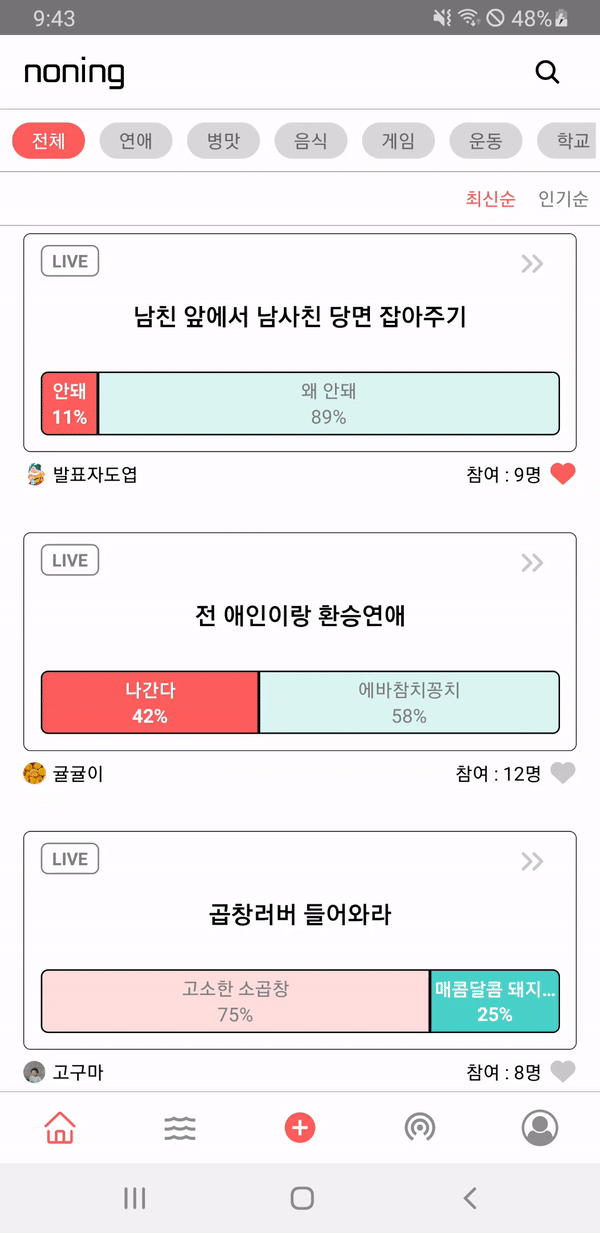 9:43 48%
noning
전체 연애 병맛 음식 게임 운동 학교
최신순 인기순
LIVE
남친 앞에서 남사친 당면 잡아주기
안돼 왜 안돼
11% 89%
발표자도엽 참여 : 9명
LIVE
전 애인이랑 환승연애
나간다 에바참치꽁치
42% 58%
귤귤이 참여 : 12명
LIVE
곱창러버 들어와라
고소한 소곱창 매콤달콤 돼지...
75% 25%
고구마 참여 : 8명